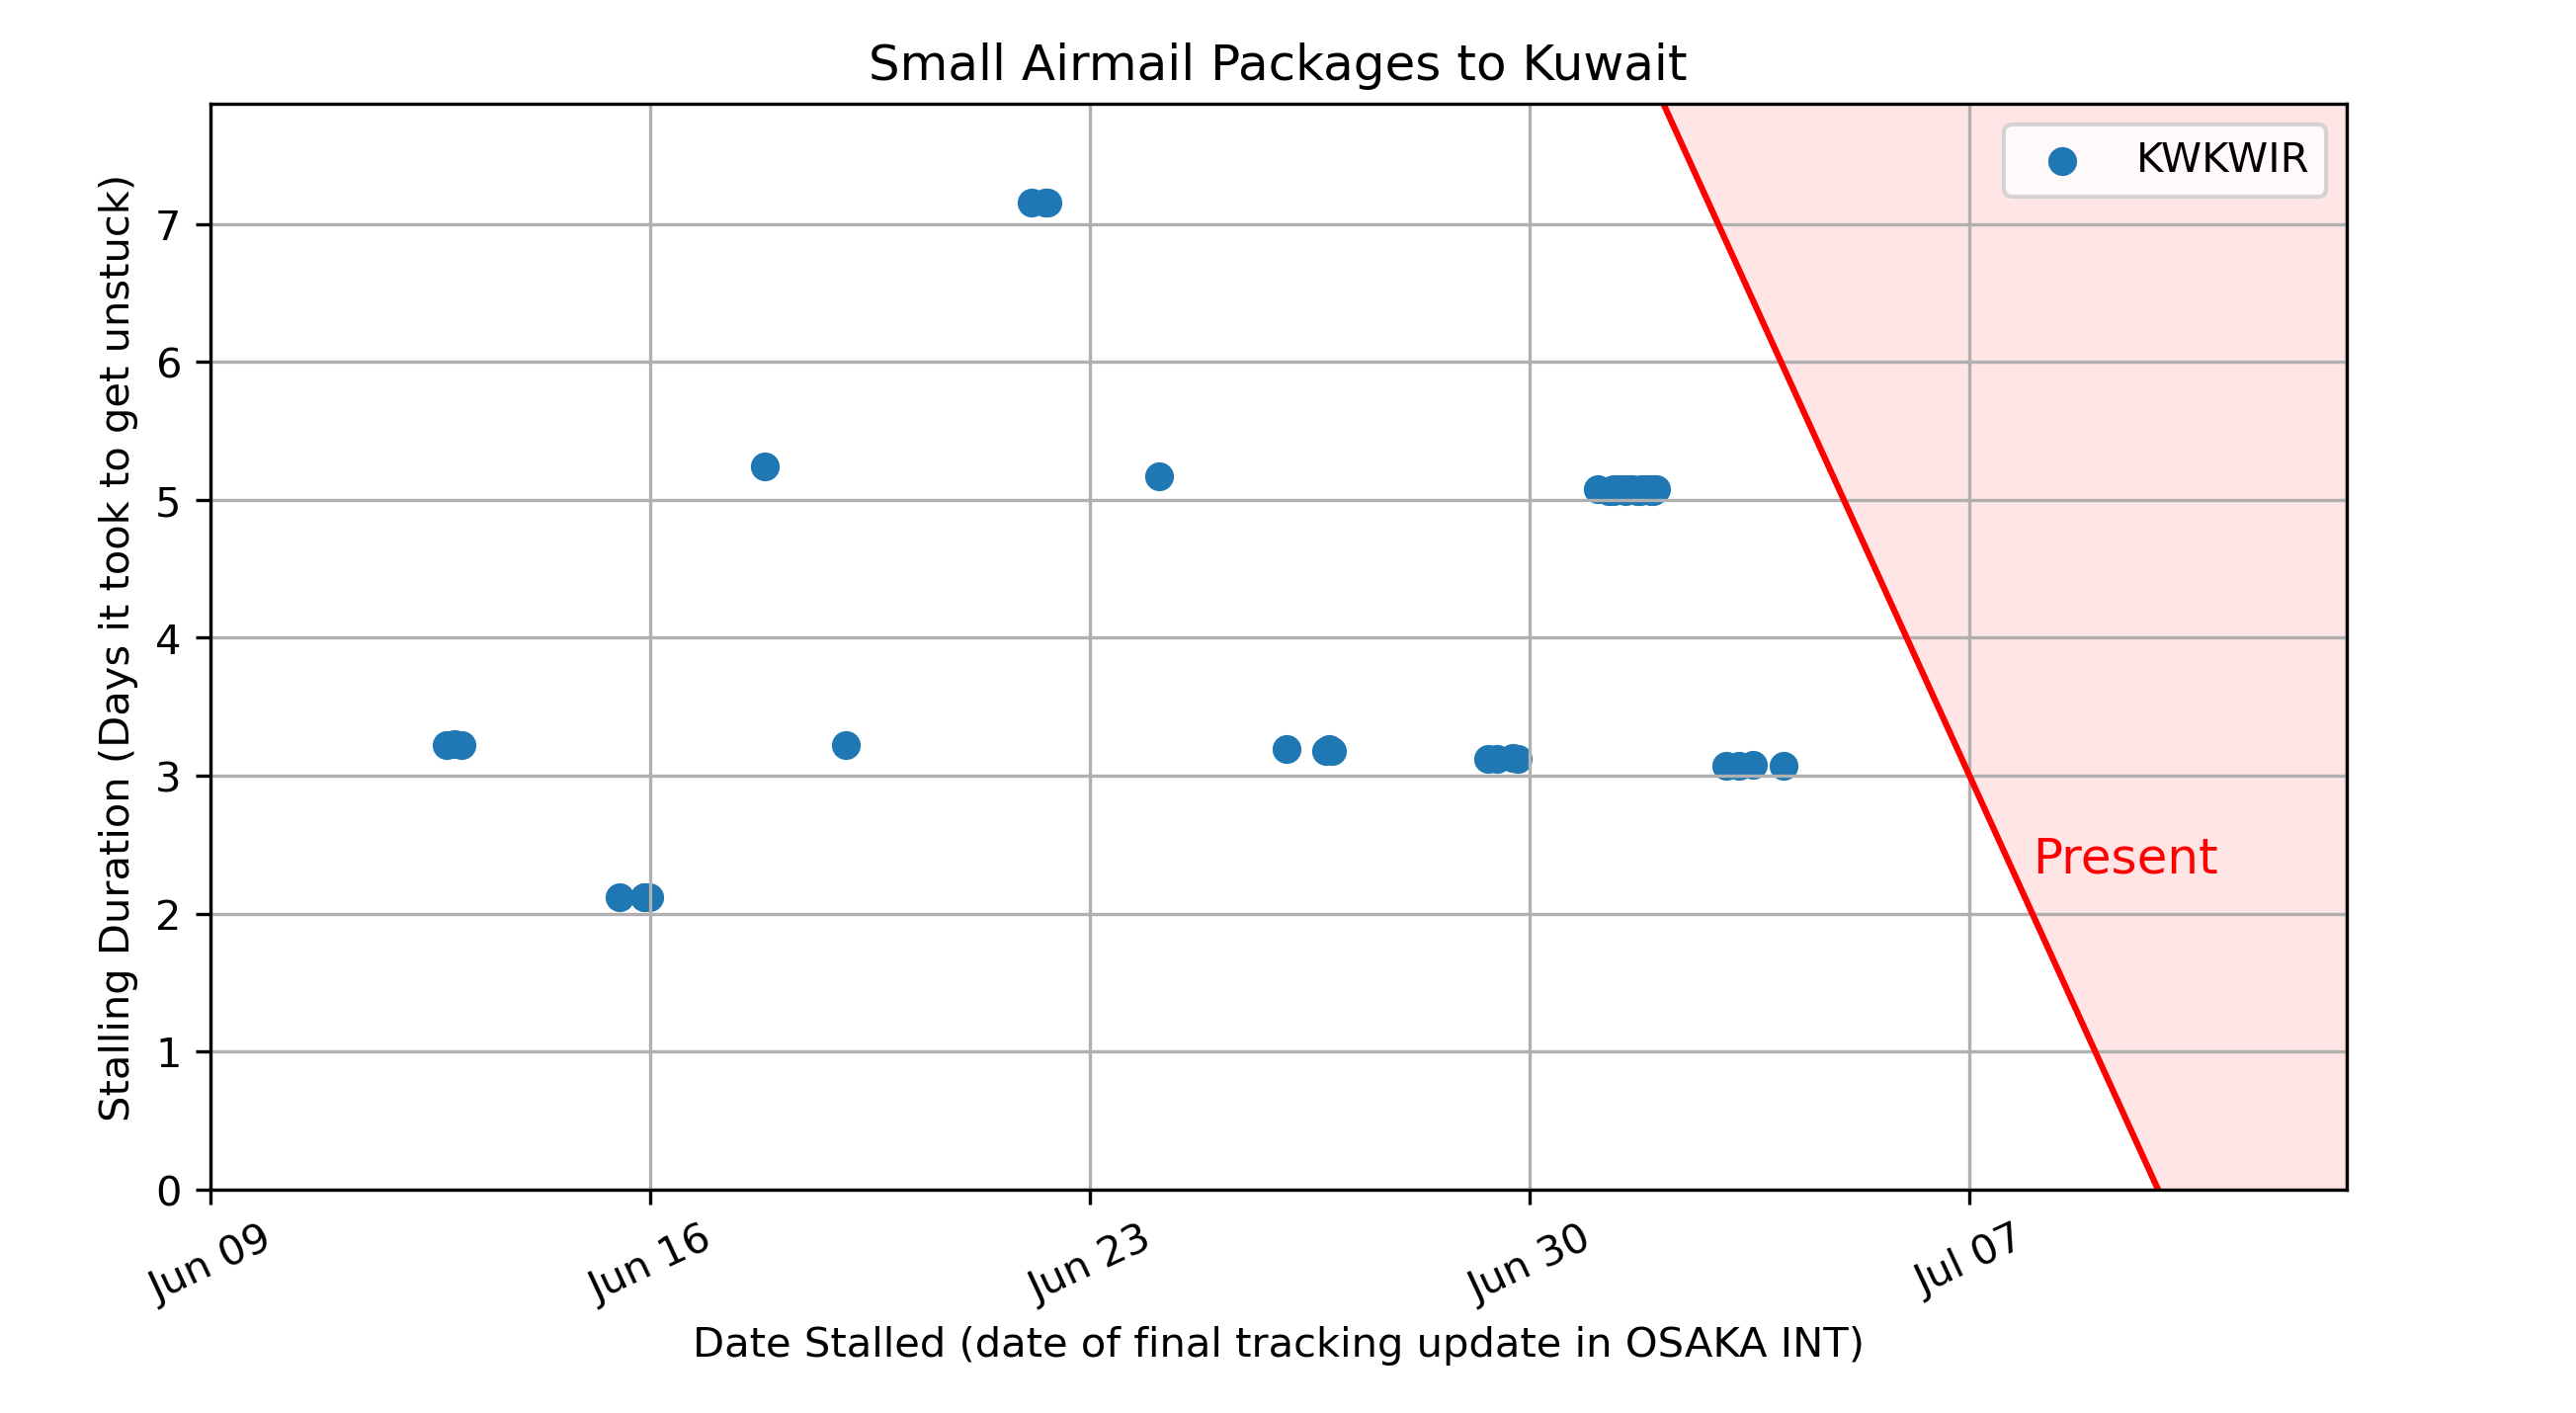 Small Airmail Packages to Kuwait
KWKWIR
Stalling Duration (Days it took to get unstuck)
7
6
5
4
3
2
1
0
Present
Jun 09
Jun 16
Jun 23
Jun 30
Jul 07
Date Stalled (date of final tracking update in OSAKA INT)